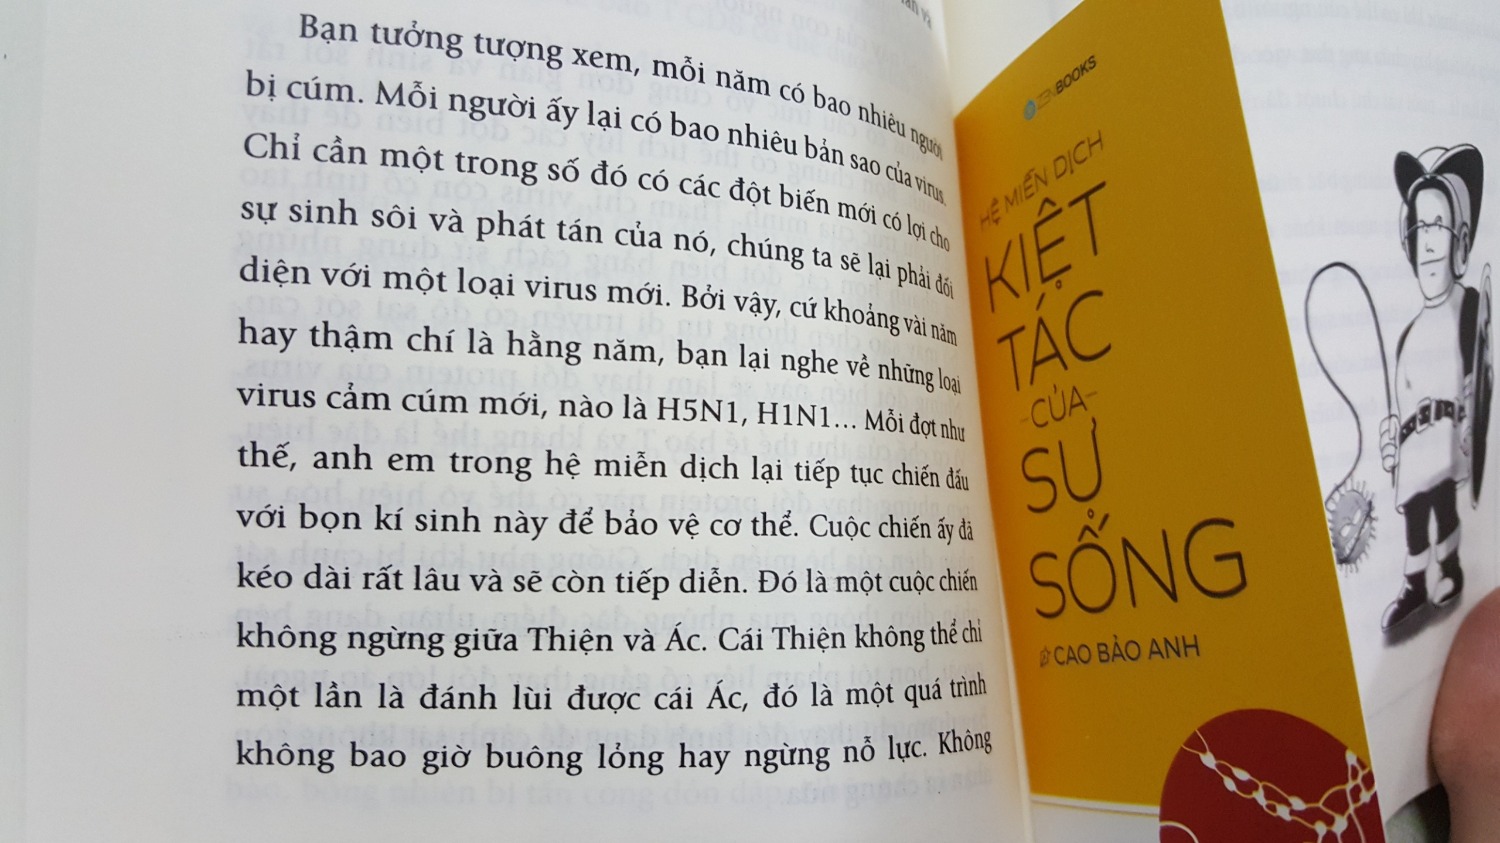 Bạn tưởng tượng xem, mỗi năm có bao nhiêu người
bị cúm. Mỗi người ấy lại có bao nhiêu bản sao của virus.
Chỉ cần một trong số đó có các đột biến mới có lợi cho
sự sinh sôi và phát tán của nó, chúng ta sẽ lại phải đối
diện với một loại virus mới. Bởi vậy, cứ khoảng vài năm
hay thậm chí là hằng năm, bạn lại nghe về những loại
virus cảm cúm mới, nào là H5N1, H1N1... Mỗi đợt như
thế, anh em trong hệ miễn dịch lại tiếp tục chiến đấu
với bọn kí sinh này để bảo vệ cơ thể. Cuộc chiến ấy đã
kéo dài rất lâu và sẽ còn tiếp diễn. Đó là một cuộc chiến
không ngừng giữa Thiện và Ác. Cái Thiện không thể chỉ
một lần là đánh lùi được cái Ác, đó là một quá trình
không bao giờ buông lỏng hay ngừng nỗ lực. Không
ZENBOOKS
HỆ MIỄN DỊCH
KIỆT
TÁC
-CỦA-
SỰ
SỐNG
CAO BẢO ANH